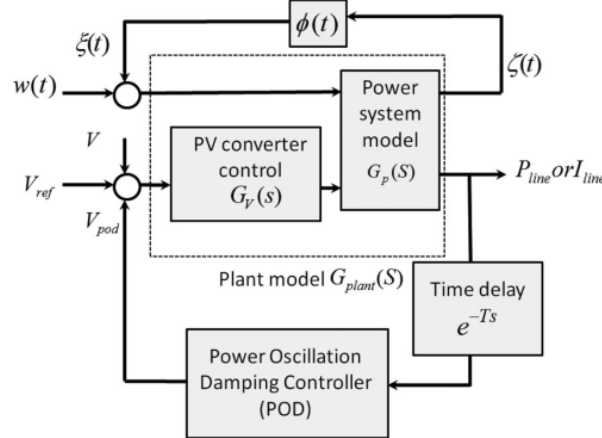 ϕ(t)
ξ(t)
ζ(t)
w(t)
Power
system
model
G_p(S)
V
PV converter
control
G_V(s)
V_ref
P_line or I_line
V_pod
Plant model G_plant(S)
Time delay
e^{-Ts}
Power Oscillation
Damping Controller
(POD)